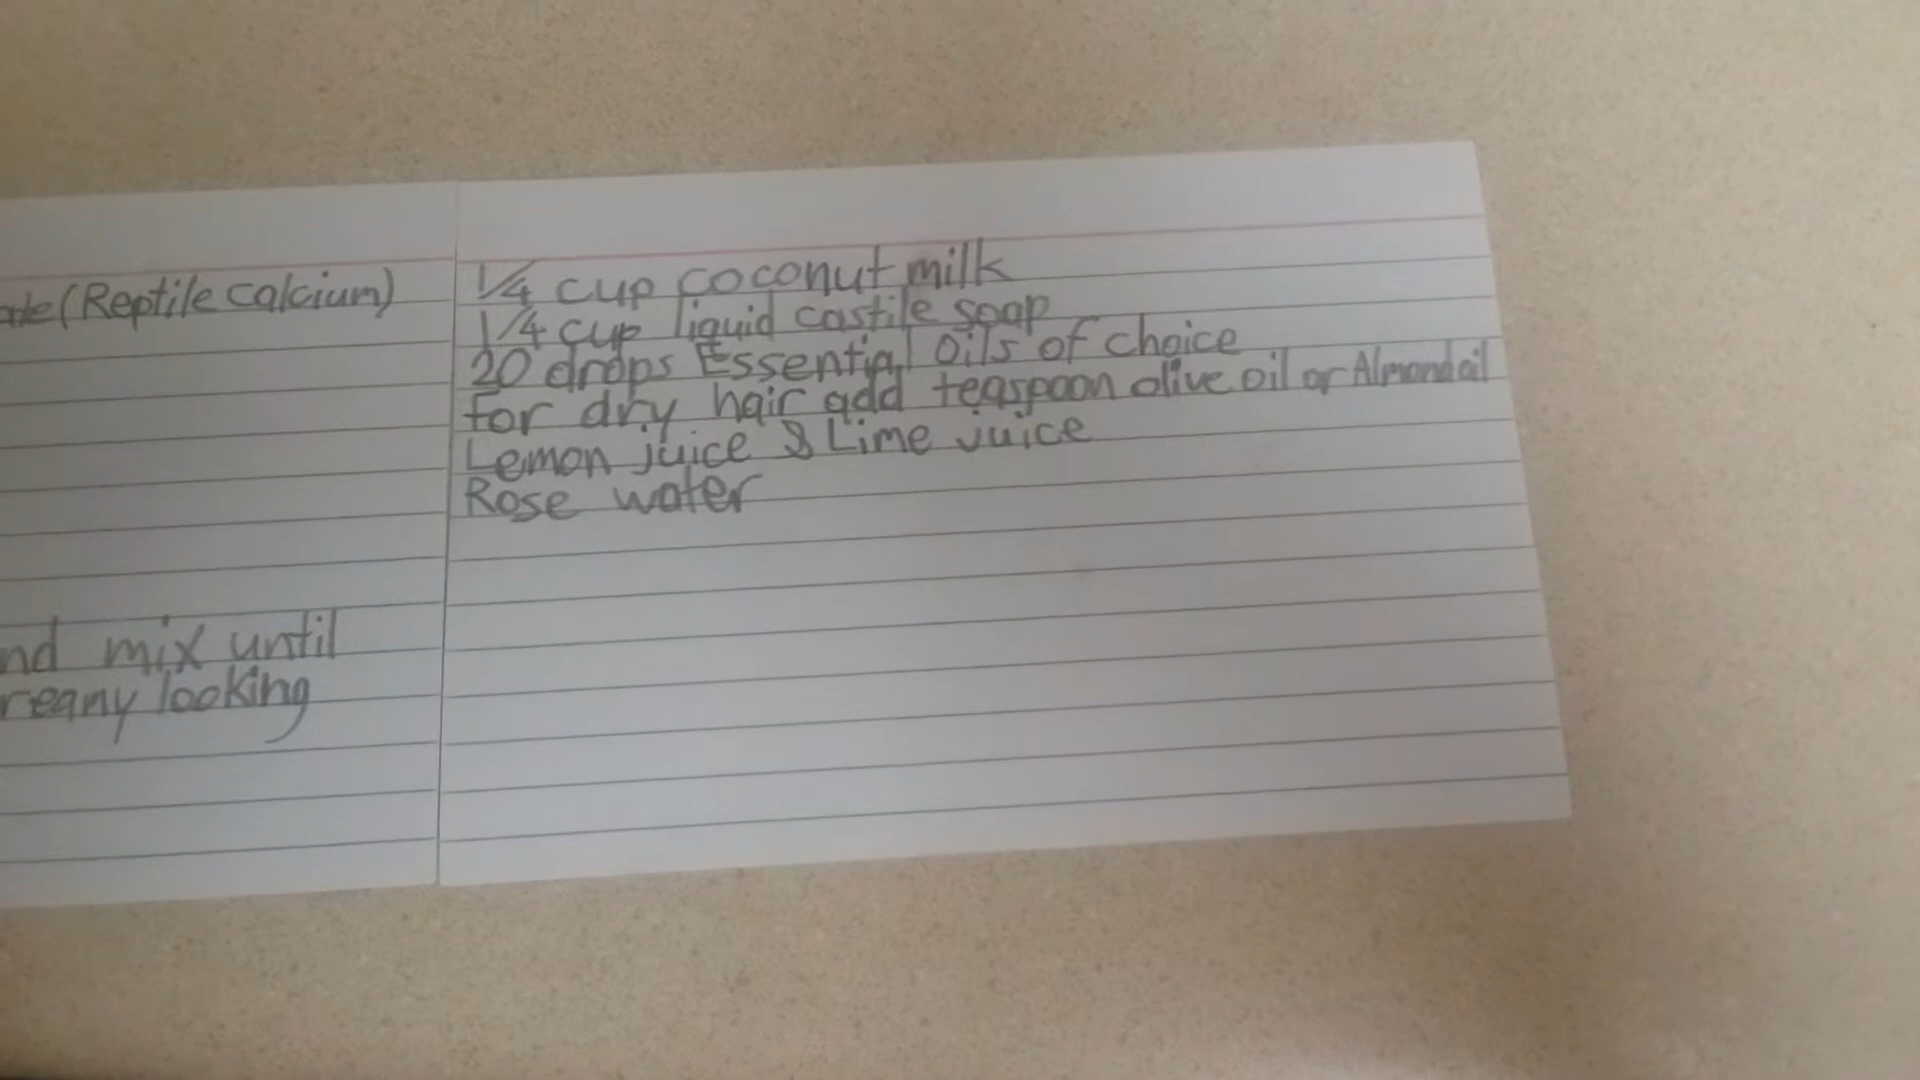 (Reptile calcium)
mix until
looking
1/4 cup coconut milk
1/4 cup liquid castile soap
20 drops Essential Oils of choice
for dry hair add teaspoon olive oil or Almond oil
Lemon juice & Lime juice
Rose water